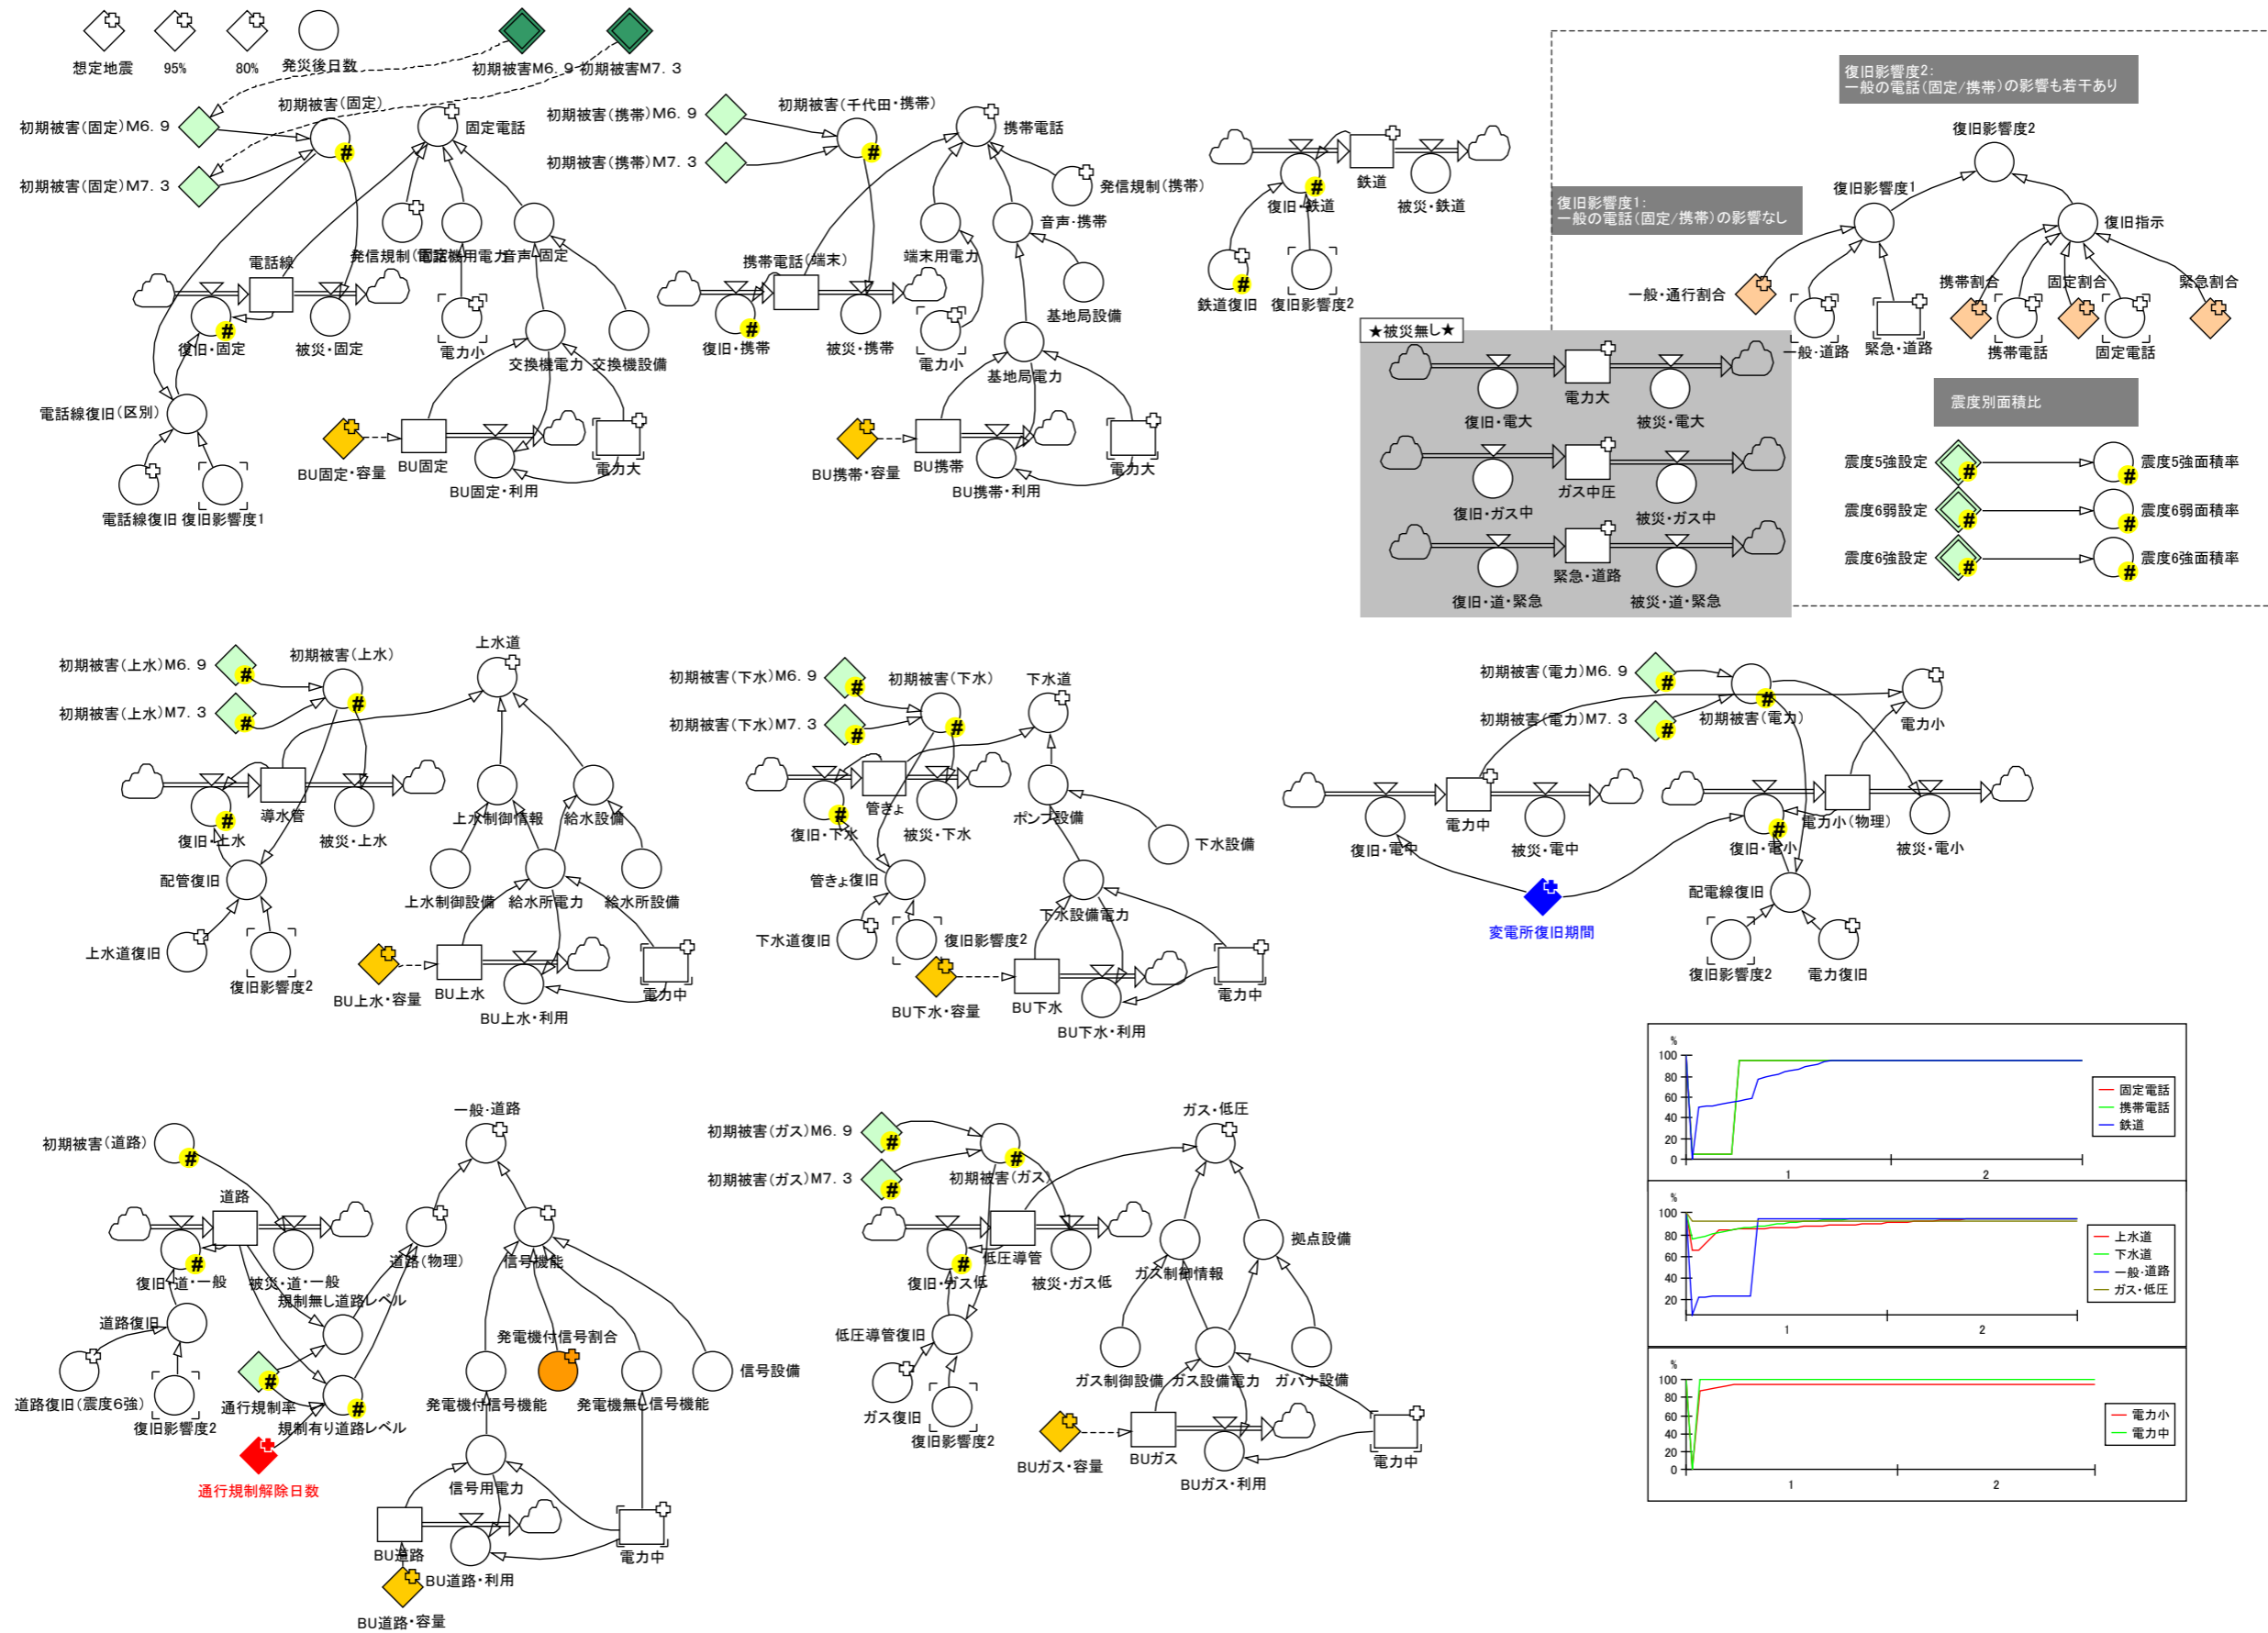 想定地震
95%
80%
発災後日数
初期被害M6.9
初期被害M7.3
初期被害(固定)M6.9
初期被害(固定)
初期被害(固定)M7.3
固定電話
発信規制(固定)
固定機用電力
音声・固定
電話線
復旧・固定
被災・固定
電力小
交換機電力
交換機設備
電話線復旧(区別)
電話線復旧
復旧影響度1
BU固定・容量
BU固定
BU固定・利用
電力大
初期被害(携帯)M6.9
初期被害(千代田・携帯)
初期被害(携帯)M7.3
携帯電話
発信規制(携帯)
音声・携帯
端末用電力
携帯電話(端末)
復旧・携帯
被災・携帯
電力小
基地局設備
基地局電力
BU携帯・容量
BU携帯
BU携帯・利用
電力大
鉄道
復旧・鉄道
被災・鉄道
鉄道復旧
復旧影響度2
復旧影響度2:
一般の電話(固定/携帯)の影響も若干あり
復旧影響度2
復旧影響度1:
一般の電話(固定/携帯)の影響なし
復旧影響度1
復旧指示
一般・通行割合
一般・道路
緊急・道路
携帯割合
携帯電話
固定割合
固定電話
緊急割合
★被災無し★
電力大
復旧・電大
被災・電大
ガス中圧
復旧・ガス中
被災・ガス中
緊急・道路
復旧・道・緊急
被災・道・緊急
震度別面積比
震度5強設定
震度5強面積率
震度6弱設定
震度6弱面積率
震度6強設定
震度6強面積率
初期被害(上水)M6.9
初期被害(上水)
初期被害(上水)M7.3
上水道
導水管
復旧・上水
被災・上水
上水制御情報
給水設備
配管復旧
上水制御設備
給水所電力
給水所設備
上水道復旧
復旧影響度2
BU上水・容量
BU上水
BU上水・利用
電力中
初期被害(下水)M6.9
初期被害(下水)
初期被害(下水)M7.3
下水道
管きょ
復旧・下水
被災・下水
ポンプ設備
下水設備
管きょ復旧
下水設備電力
下水道復旧
復旧影響度2
BU下水・容量
BU下水
BU下水・利用
電力中
初期被害(電力)M6.9
初期被害(電力)M7.3
初期被害(電力)
電力小
電力中
復旧・電中
被災・電中
電力小(物理)
復旧・電小
被災・電小
変電所復旧期間
配電線復旧
復旧影響度2
電力復旧
初期被害(道路)
一般・道路
道路
復旧・道・一般
被災・道・一般
道路(物理)
信号機能
規制無し道路レベル
道路復旧
道路復旧(震度6強)
復旧影響度2
通行規制率
規制有り道路レベル
通行規制解除日数
発電機付信号割合
発電機付信号機能
発電機無し信号機能
信号設備
信号用電力
BU道路
BU道路・利用
電力中
BU道路・容量
初期被害(ガス)M6.9
初期被害(ガス)M7.3
初期被害(ガス)
ガス・低圧
低圧導管
復旧・ガス低
被災・ガス低
ガス制御情報
拠点設備
低圧導管復旧
ガス制御設備
ガス設備電力
ガバナ設備
ガス復旧
復旧影響度2
BUガス・容量
BUガス
BUガス・利用
電力中
%
100
80
60
40
20
0
1
2
固定電話
携帯電話
鉄道
%
100
80
60
40
20
1
2
上水道
下水道
一般・道路
ガス・低圧
%
100
80
60
40
20
0
1
2
電力小
電力中